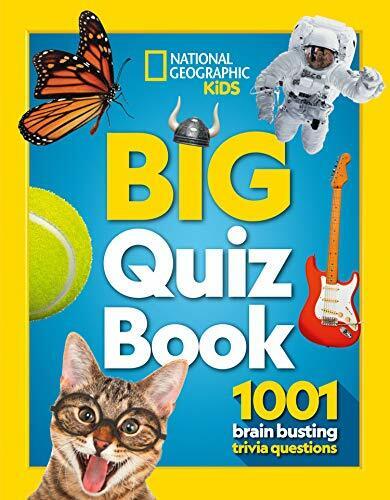 NATIONAL
GEOGRAPHIC
KiDS
BIG
Quiz
Book
1001
brain busting
trivia questions